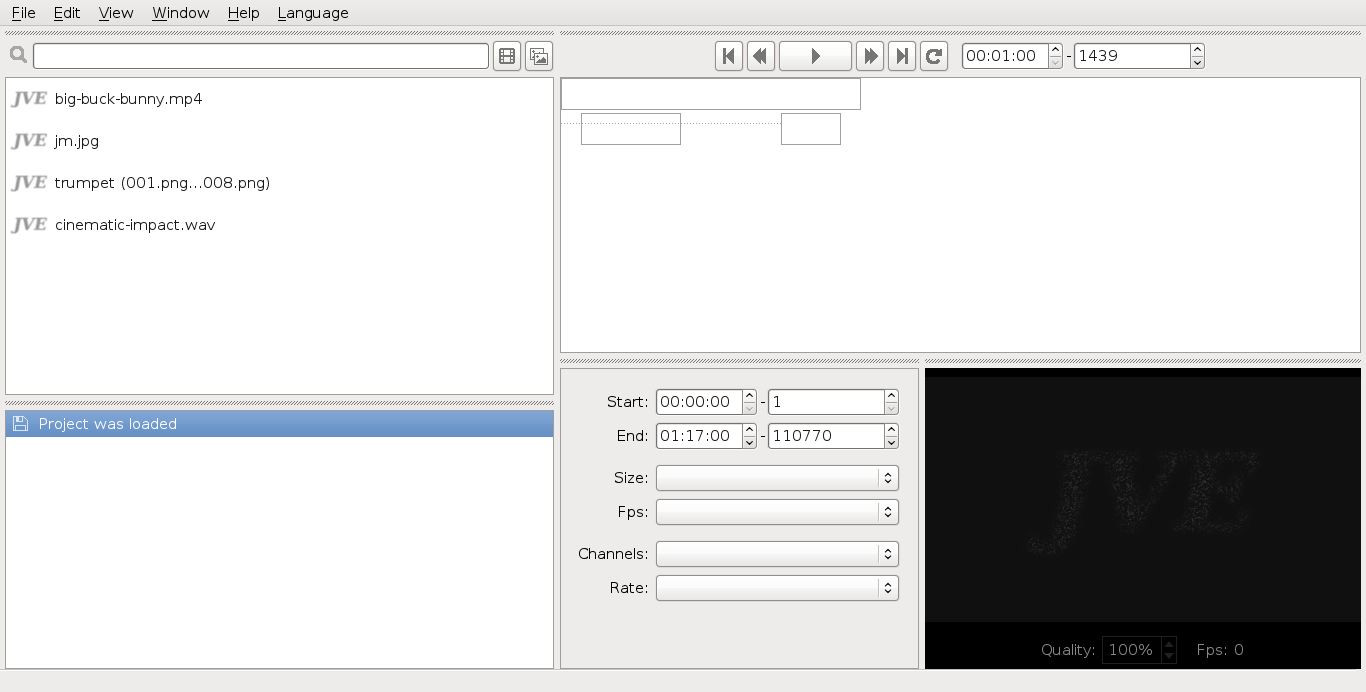 File Edit View Window Help Language
00:01:00 - 1439
JVE big-buck-bunny.mp4
JVE jm.jpg
JVE trumpet (001.png...008.png)
JVE cinematic-impact.wav
Project was loaded
Start: 00:00:00 - 1
End: 01:17:00 - 110770
Size:
Fps:
Channels:
Rate:
JVE
Quality: 100% Fps: 0